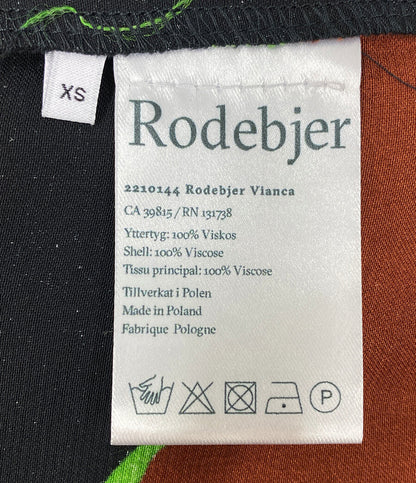 XS
Rodebjer
2210144 Rodebjer Vianca
CA 39815 / RN 131738
Yttertyg: 100% Viskos
Shell: 100% Viscose
Tissu principal: 100% Viscose
Tillverkat i Polen
Made in Poland
Fabrique Pologne
P